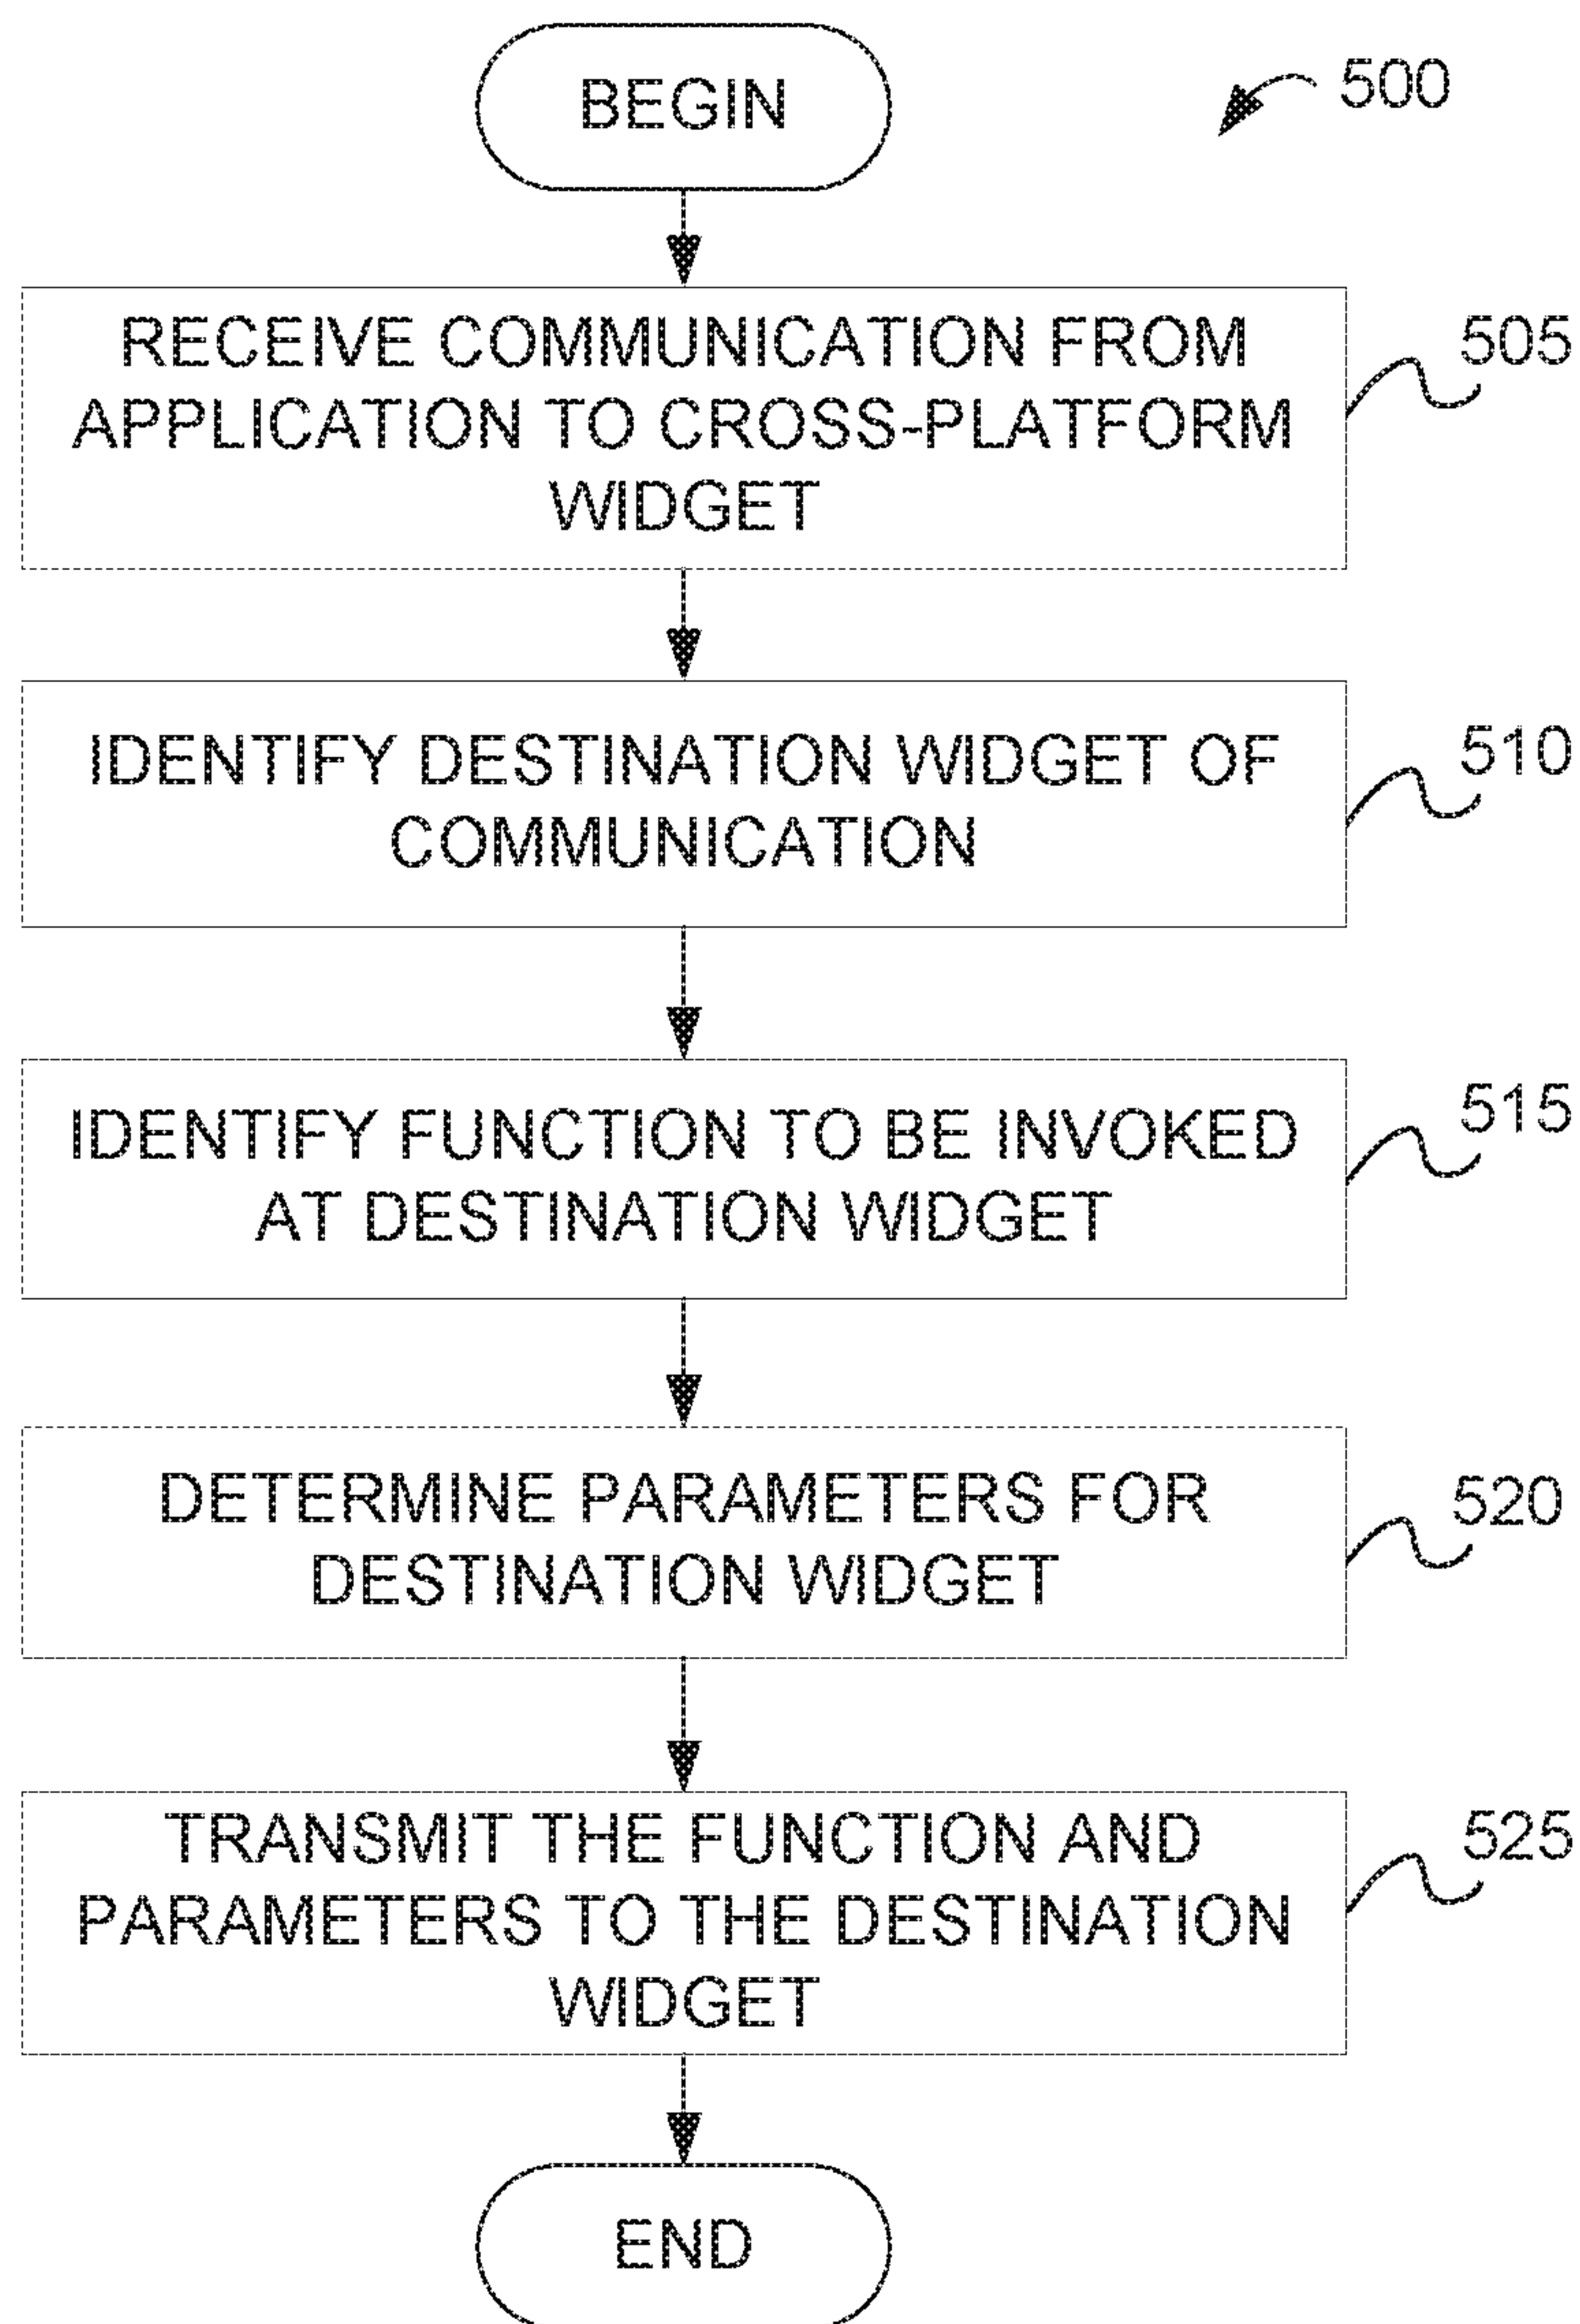 BEGIN
500
RECEIVE COMMUNICATION FROM
APPLICATION TO CROSS-PLATFORM
WIDGET
505
IDENTIFY DESTINATION WIDGET OF
COMMUNICATION
510
IDENTIFY FUNCTION TO BE INVOKED
AT DESTINATION WIDGET
515
DETERMINE PARAMETERS FOR
DESTINATION WIDGET
520
TRANSMIT THE FUNCTION AND
PARAMETERS TO THE DESTINATION
WIDGET
525
END